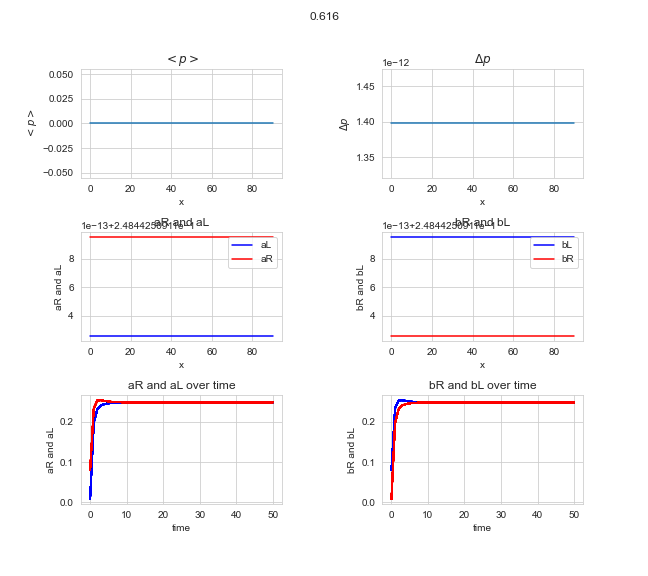 0.616
< p >
Δp
1e−12
0.050
0.025
0.000
−0.025
−0.050
< p >
0 20 40 60 80
x
1.45
1.40
1.35
Δp
0 20 40 60 80
x
aR and aL
1e−13+2.4844250911e−1
8
6
4
aR and aL
aL
aR
0 20 40 60 80
x
bR and bL
1e−13+2.4844250911e−1
8
6
4
bR and bL
bL
bR
0 20 40 60 80
x
aR and aL over time
0.2
0.1
0.0
aR and aL
0 10 20 30 40 50
time
bR and bL over time
0.2
0.1
0.0
bR and bL
0 10 20 30 40 50
time